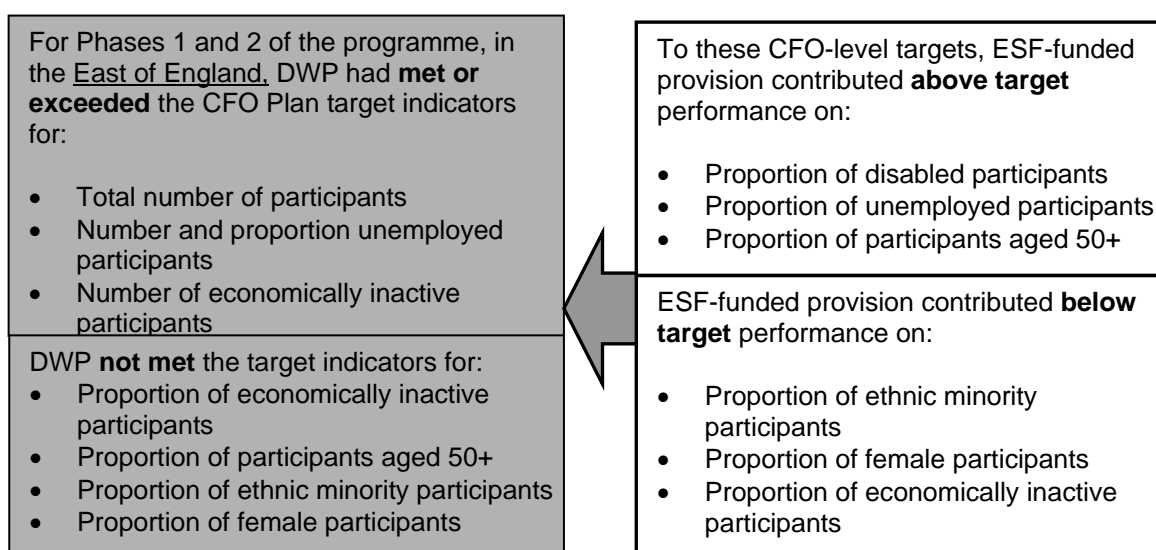 For Phases 1 and 2 of the programme, in
the East of England, DWP had met or
exceeded the CFO Plan target indicators
for:
• Total number of participants
• Number and proportion unemployed
participants
• Number of economically inactive
participants
DWP not met the target indicators for:
• Proportion of economically inactive
participants
• Proportion of participants aged 50+
• Proportion of ethnic minority participants
• Proportion of female participants
To these CFO-level targets, ESF-funded
provision contributed above target
performance on:
• Proportion of disabled participants
• Proportion of unemployed participants
• Proportion of participants aged 50+
ESF-funded provision contributed below
target performance on:
• Proportion of ethnic minority
participants
• Proportion of female participants
• Proportion of economically inactive
participants